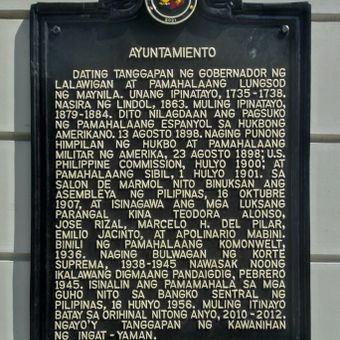 2021
AYUNTAMIENTO
DATING TANGGAPAN NG GOBERNADOR NG
LALAWIGAN AT PAMAHALAANG LUNGSOD
NG MAYNILA. UNANG IPINATAYO, 1735-1738.
NASIRA NG LINDOL, 1863. MULING IPINATAYO,
1879-1884. DITO NILAGDAAN ANG PAGSUKO
NG PAMAHALAANG ESPANYOL SA HUKBONG
AMERIKANO. 13 AGOSTO 1898. NAGING PUNONG
HIMPILAN NG HUKBO AT PAMAHALAANG
MILITAR NG AMERIKA, 23 AGOSTO 1898; U.S.
PHILIPPINE COMMISSION, HULYO 1900; AT
PAMAHALAANG SIBIL, 1 HULYO 1901. SA
SALON DE MARMOL NITO BINUKSAN ANG
ASEMBLEYA NG PILIPINAS, 16 OKTUBRE
1907, AT ISINAGAWA ANG MGA LUKSANG
PARANGAL KINA TEODORA ALONSO,
JOSE RIZAL, MARCELO H. DEL PILAR,
EMILIO JACINTO, AT APOLINARIO MABINI.
BINILI NG PAMAHALAANG KOMONWELT,
1936. NAGING BULWAGAN NG KORTE
SUPREMA, 1938-1945 NAWASAK NOONG
IKALAWANG DIGMAANG PANDAIGDIG, PEBRERO
1945. ISINALIN ANG PAMAMAHALA SA MGA
GUHO NITO SA BANGKO SENTRAL NG
PILIPINAS, 18 HUNYO 1956. MULING ITINAYO
BATAY SA ORIHINAL NITONG ANYO, 2010-2012.
NGAYO'Y TANGGAPAN NG KAWANIHAN
NG INGAT-YAMAN.